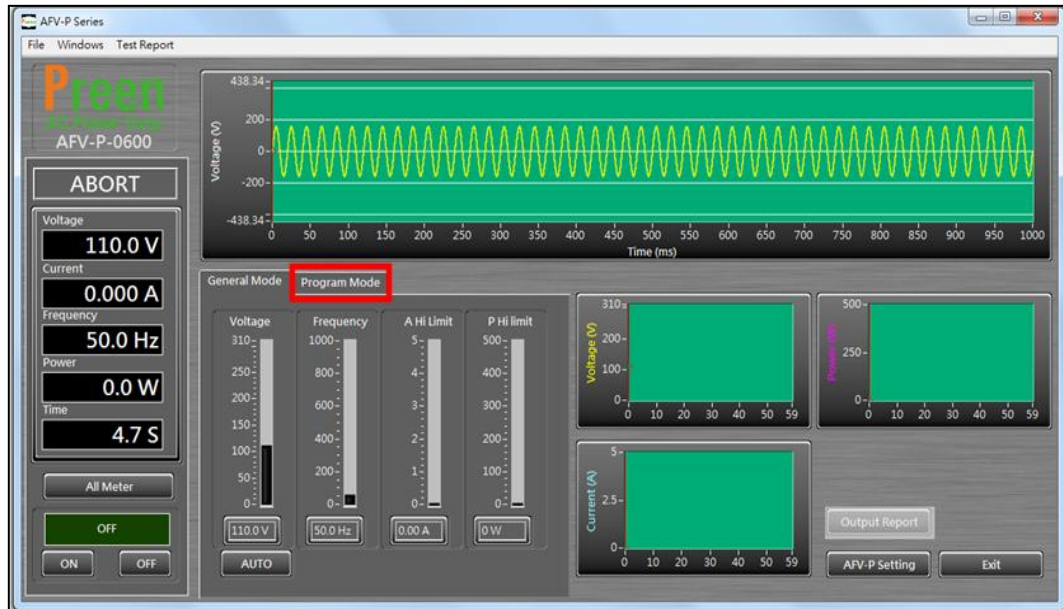 AFV-P Series
File Windows Test Report
Preen
AC Power Corp.
AFV-P-0600
ABORT
Voltage
110.0 V
Current
0.000 A
Frequency
50.0 Hz
Power
0.0 W
Time
4.7 S
All Meter
OFF
ON OFF
438.34
200
0
-200
-438.34
Voltage (V)
0 50 100 150 200 250 300 350 400 450 500 550 600 650 700 750 800 850 900 950 1000
Time (ms)
General Mode Program Mode
Voltage Frequency A Hi Limit P Hi limit
310 1000 5 500
250 800 4 400
200 600 3 300
150 400 2 200
100 200 1 100
50 0 0 0
0
110.0 V 50.0 Hz 0.00 A 0 W
AUTO
310
200
100
0
Voltage (V)
0 10 20 30 40 50 59
500
250
0
Power (W)
0 10 20 30 40 50 59
5
2.5
0
Current (A)
0 10 20 30 40 50 59
Output Report
AFV-P Setting Exit